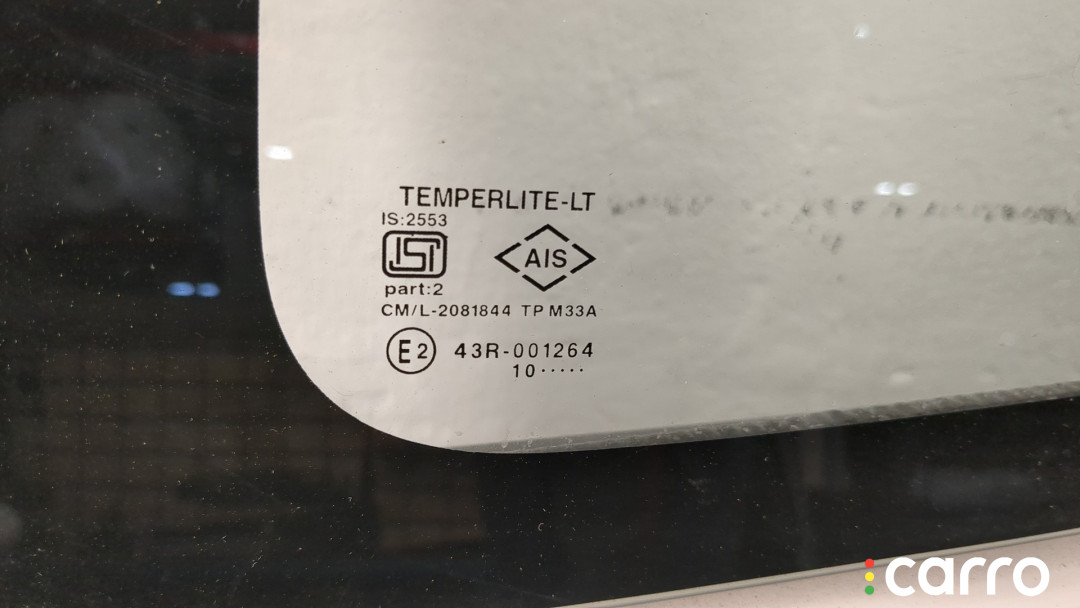 TEMPERLITE-LT
IS:2553
ISI
AIS
part:2
CM/L-2081844 TP M33A
E2 43R-001264
10·····
carro